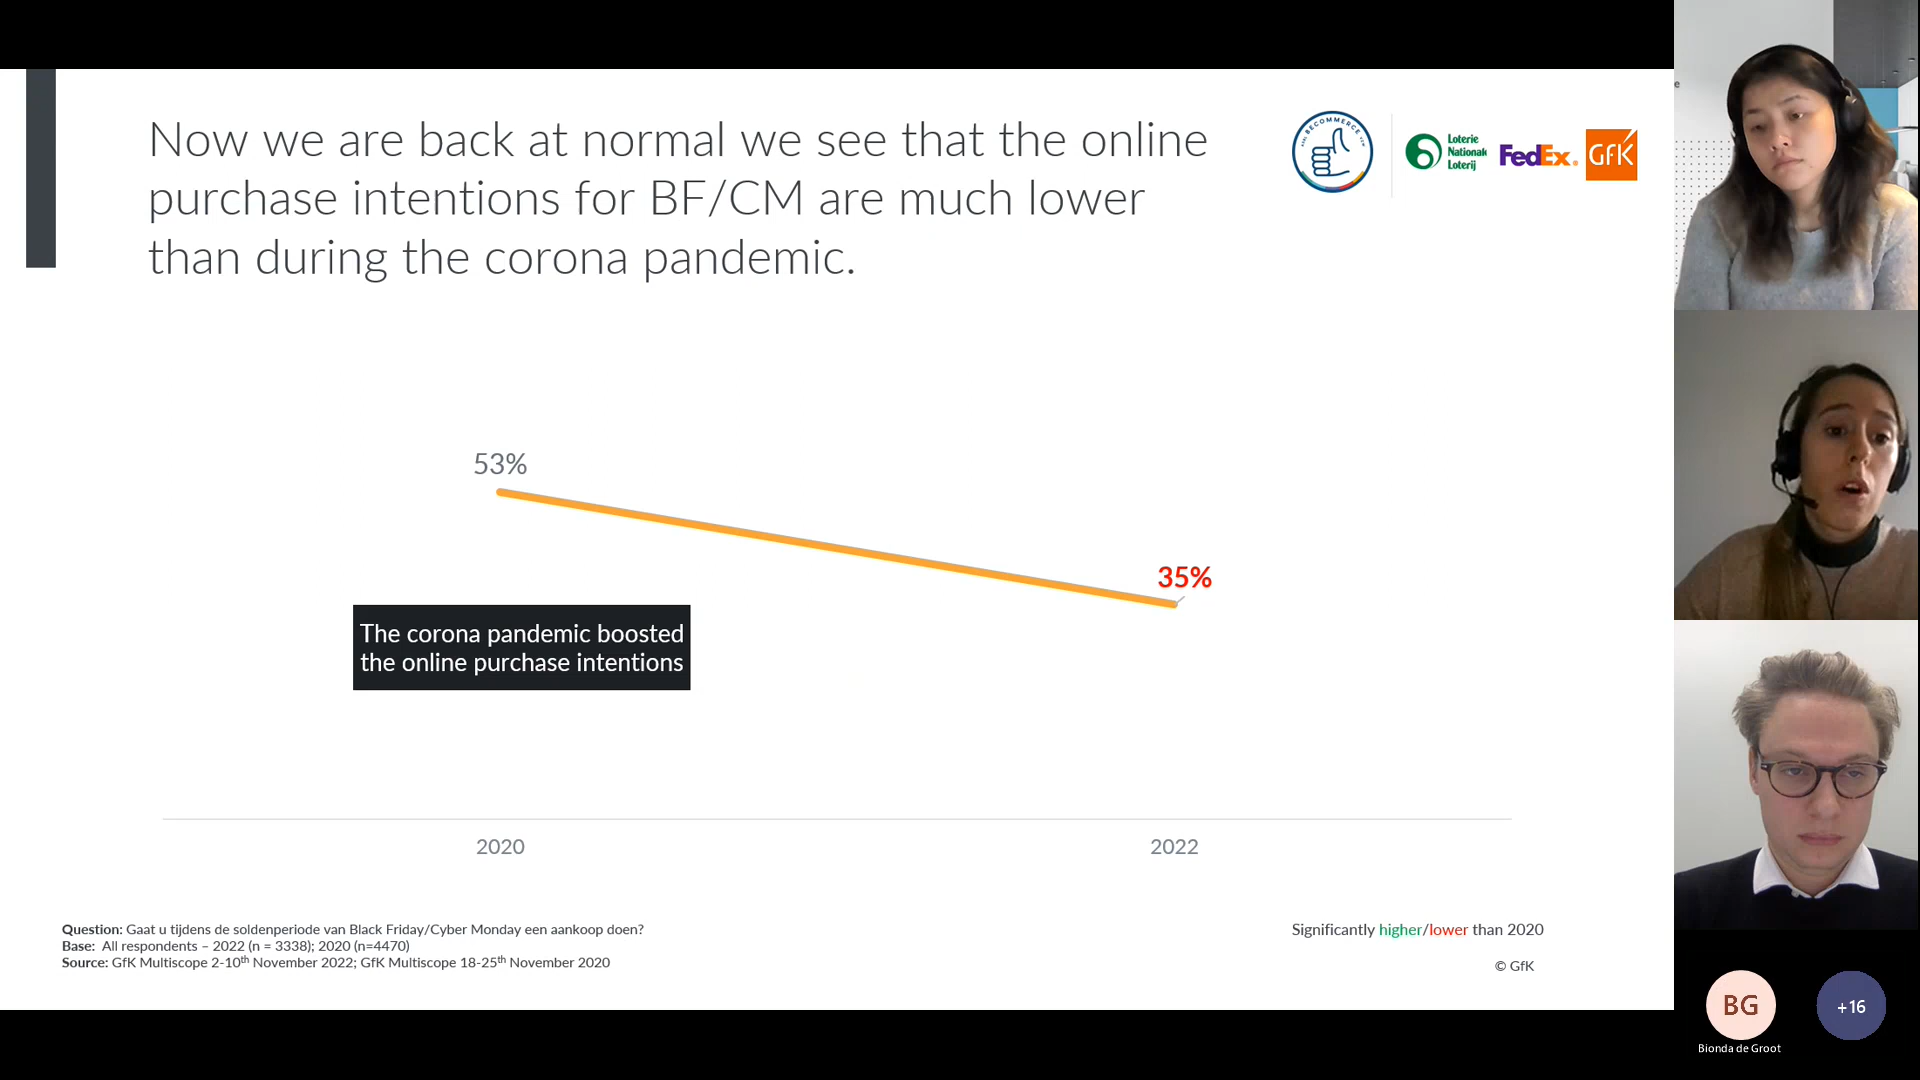 Now we are back at normal we see that the online
purchase intentions for BF/CM are much lower
than during the corona pandemic.
BECOMMERCE
Loterie
Nationale
Loterij
FedEx.
GfK
53%
35%
The corona pandemic boosted
the online purchase intentions
2020
2022
Question: Gaat u tijdens de soldenperiode van Black Friday/Cyber Monday een aankoop doen?
Base: All respondents – 2022 (n = 3338); 2020 (n=4470)
Source: GfK Multiscope 2-10th November 2022; GfK Multiscope 18-25th November 2020
Significantly higher/lower than 2020
© GfK
BG
+16
Bionda de Groot